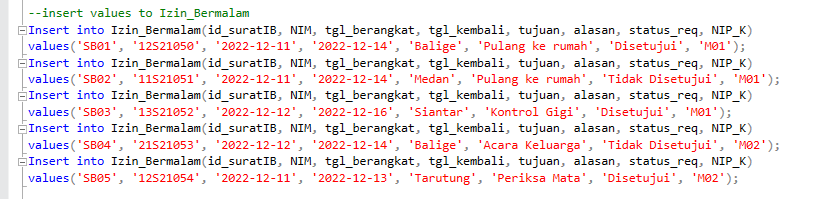 --insert values to Izin_Bermalam
Insert into Izin_Bermalam(id_suratIB, NIM, tgl_berangkat, tgl_kembali, tujuan, alasan, status_req, NIP_K)
values('SB01', '12S21050', '2022-12-11', '2022-12-14', 'Balige', 'Pulang ke rumah', 'Disetujui', 'M01');
Insert into Izin_Bermalam(id_suratIB, NIM, tgl_berangkat, tgl_kembali, tujuan, alasan, status_req, NIP_K)
values('SB02', '11S21051', '2022-12-11', '2022-12-14', 'Medan', 'Pulang ke rumah', 'Tidak Disetujui', 'M01');
Insert into Izin_Bermalam(id_suratIB, NIM, tgl_berangkat, tgl_kembali, tujuan, alasan, status_req, NIP_K)
values('SB03', '13S21052', '2022-12-12', '2022-12-16', 'Siantar', 'Kontrol Gigi', 'Disetujui', 'M01');
Insert into Izin_Bermalam(id_suratIB, NIM, tgl_berangkat, tgl_kembali, tujuan, alasan, status_req, NIP_K)
values('SB04', '21S21053', '2022-12-12', '2022-12-14', 'Balige', 'Acara Keluarga', 'Tidak Disetujui', 'M02');
Insert into Izin_Bermalam(id_suratIB, NIM, tgl_berangkat, tgl_kembali, tujuan, alasan, status_req, NIP_K)
values('SB05', '12S21054', '2022-12-11', '2022-12-13', 'Tarutung', 'Periksa Mata', 'Disetujui', 'M02');